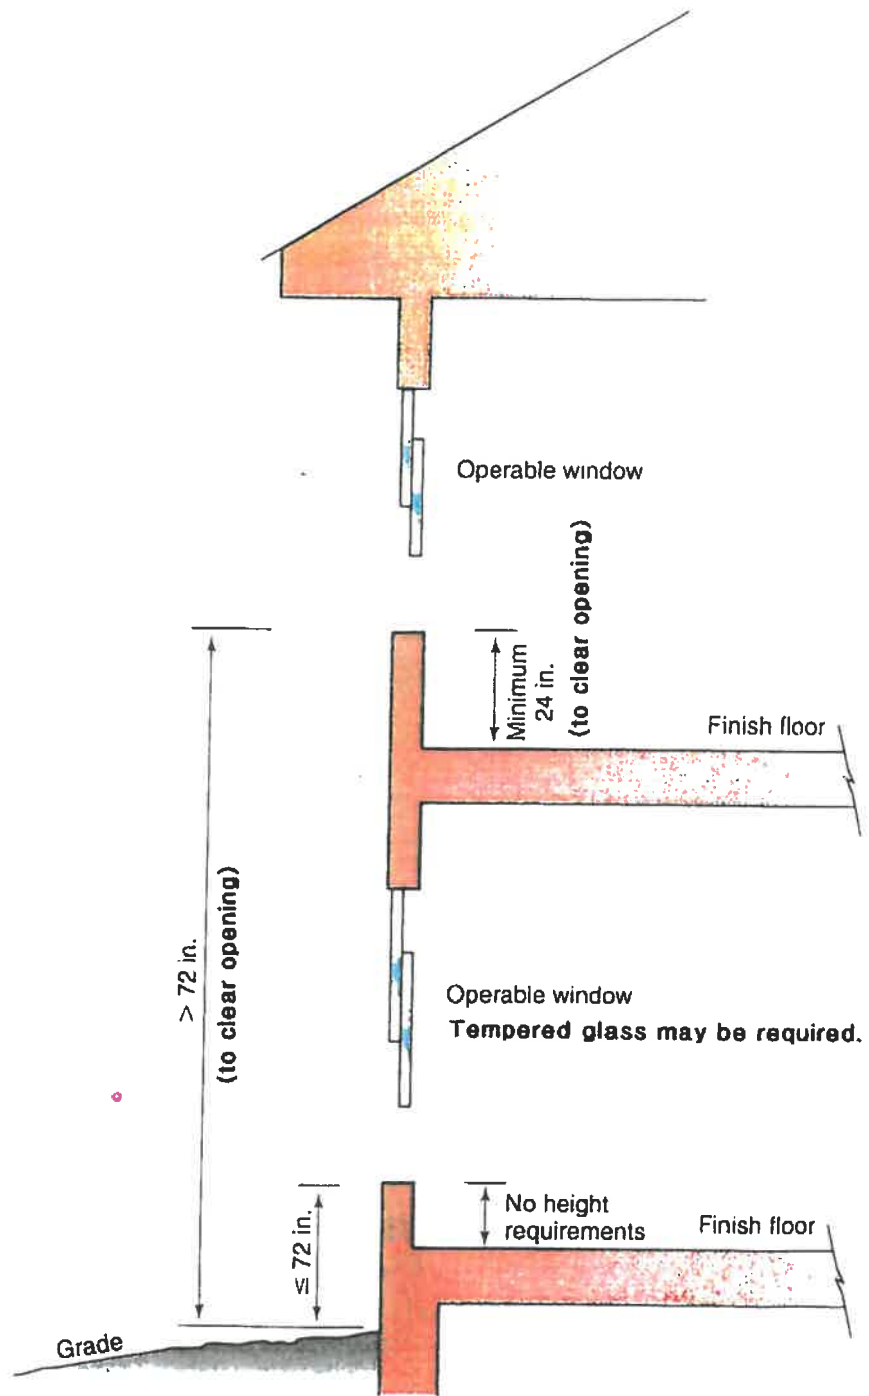 Operable window
Minimum
24 in.
(to clear opening)
Finish floor
> 72 in.
(to clear opening)
Operable window
Tempered glass may be required.
No height
requirements
Finish floor
≤ 72 in.
Grade